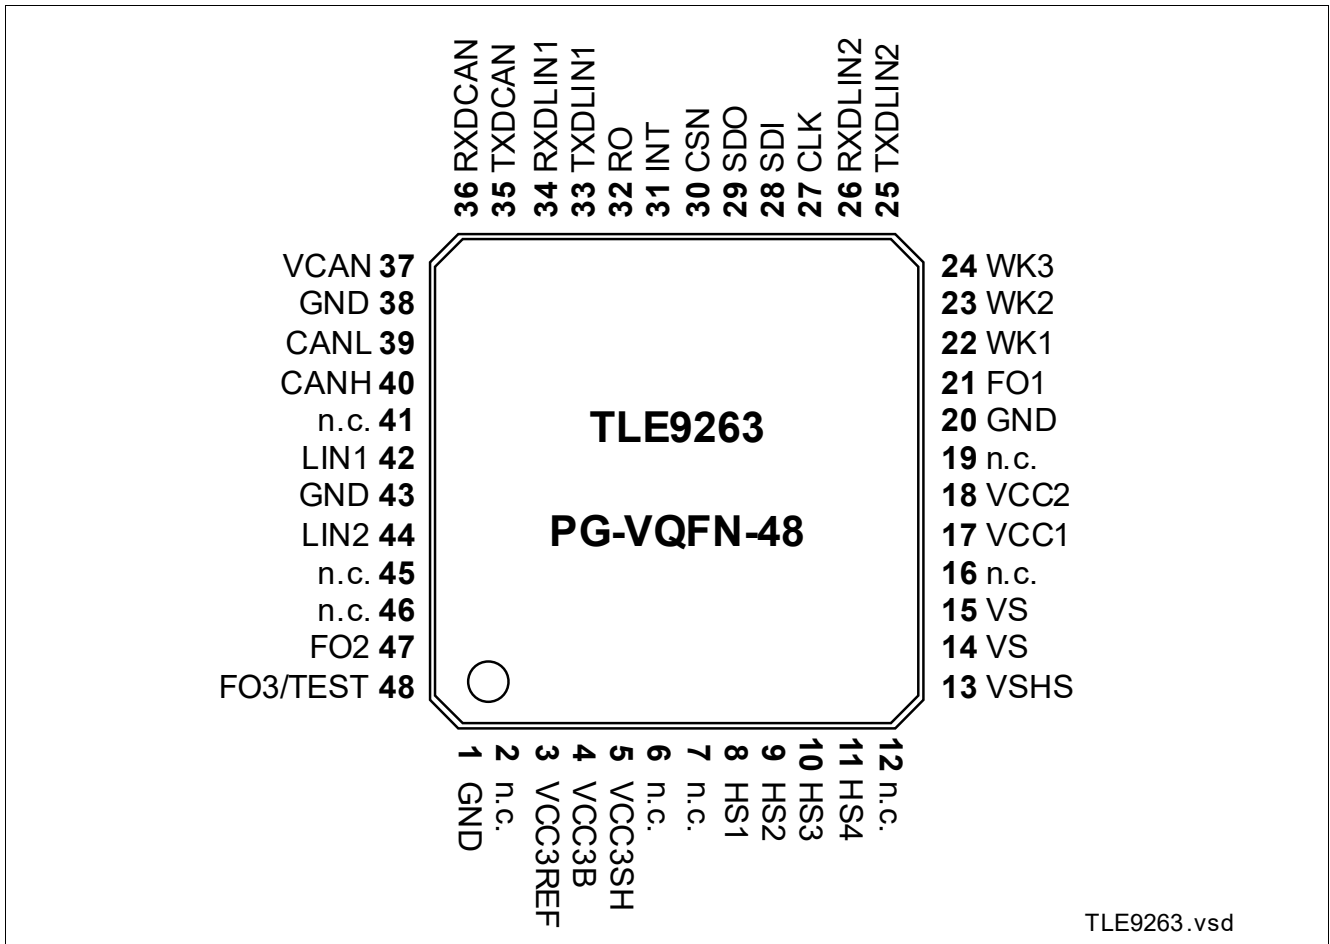 36 RXDCAN
35 TXDCAN
34 RXDLIN1
33 TXDLIN1
32 RO
31 INT
30 CSN
29 SDO
28 SDI
27 CLK
26 RXDLIN2
25 TXDLIN2
VCAN 37
GND 38
CANL 39
CANH 40
n.c. 41
LIN1 42
GND 43
LIN2 44
n.c. 45
n.c. 46
FO2 47
FO3/TEST 48
TLE9263
PG-VQFN-48
24 WK3
23 WK2
22 WK1
21 FO1
20 GND
19 n.c.
18 VCC2
17 VCC1
16 n.c.
15 VS
14 VS
13 VSHS
1 GND
2 n.c.
3 VCC3REF
4 VCC3B
5 VCC3SH
6 n.c.
7 n.c.
8 HS1
9 HS2
10 HS3
11 HS4
12 n.c.
TLE9263.vsd